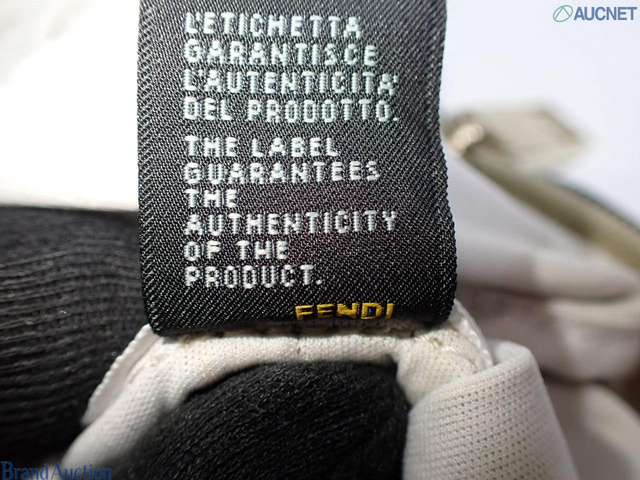 AUCNET
L'ETICHETTA
GARANTISCE
L'AUTENTICITA'
DEL PRODOTTO.
THE LABEL
GUARANTEES
THE
AUTHENTICITY
OF THE
PRODUCT.
FENDI
Brand Auction